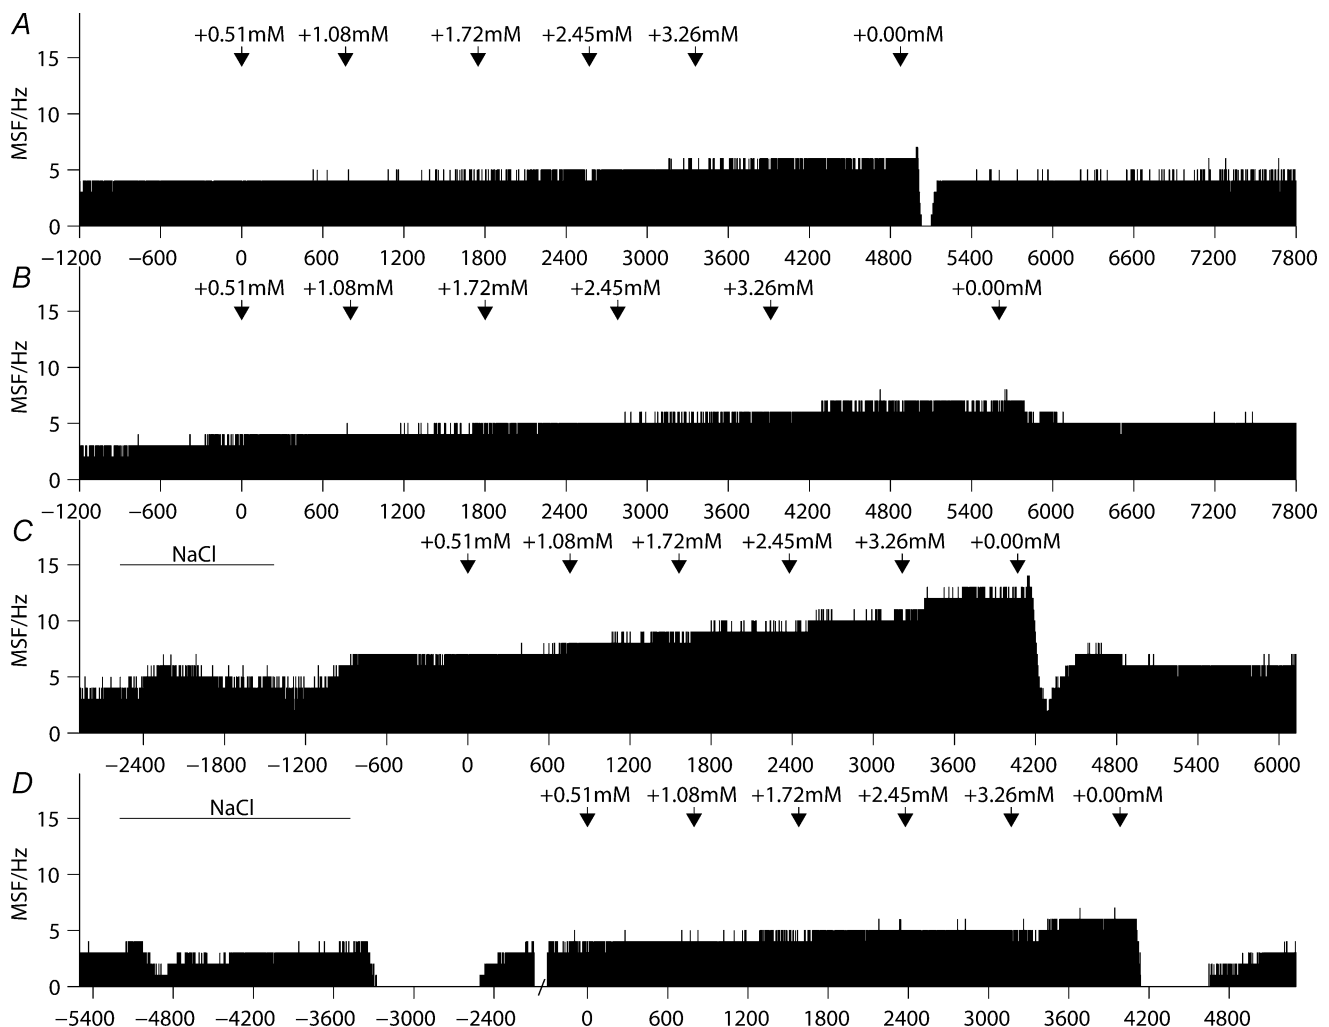 A
+0.51mM +1.08mM +1.72mM +2.45mM +3.26mM +0.00mM
MSF/Hz
15
10
5
0
−1200 −600 0 600 1200 1800 2400 3000 3600 4200 4800 5400 6000 6600 7200 7800
B
+0.51mM +1.08mM +1.72mM +2.45mM +3.26mM +0.00mM
MSF/Hz
15
10
5
0
−1200 −600 0 600 1200 1800 2400 3000 3600 4200 4800 5400 6000 6600 7200 7800
C
NaCl +0.51mM +1.08mM +1.72mM +2.45mM +3.26mM +0.00mM
MSF/Hz
15
10
5
0
−2400 −1800 −1200 −600 0 600 1200 1800 2400 3000 3600 4200 4800 5400 6000
D
NaCl +0.51mM +1.08mM +1.72mM +2.45mM +3.26mM +0.00mM
MSF/Hz
15
10
5
0
−5400 −4800 −4200 −3600 −3000 −2400 0 600 1200 1800 2400 3000 3600 4200 4800